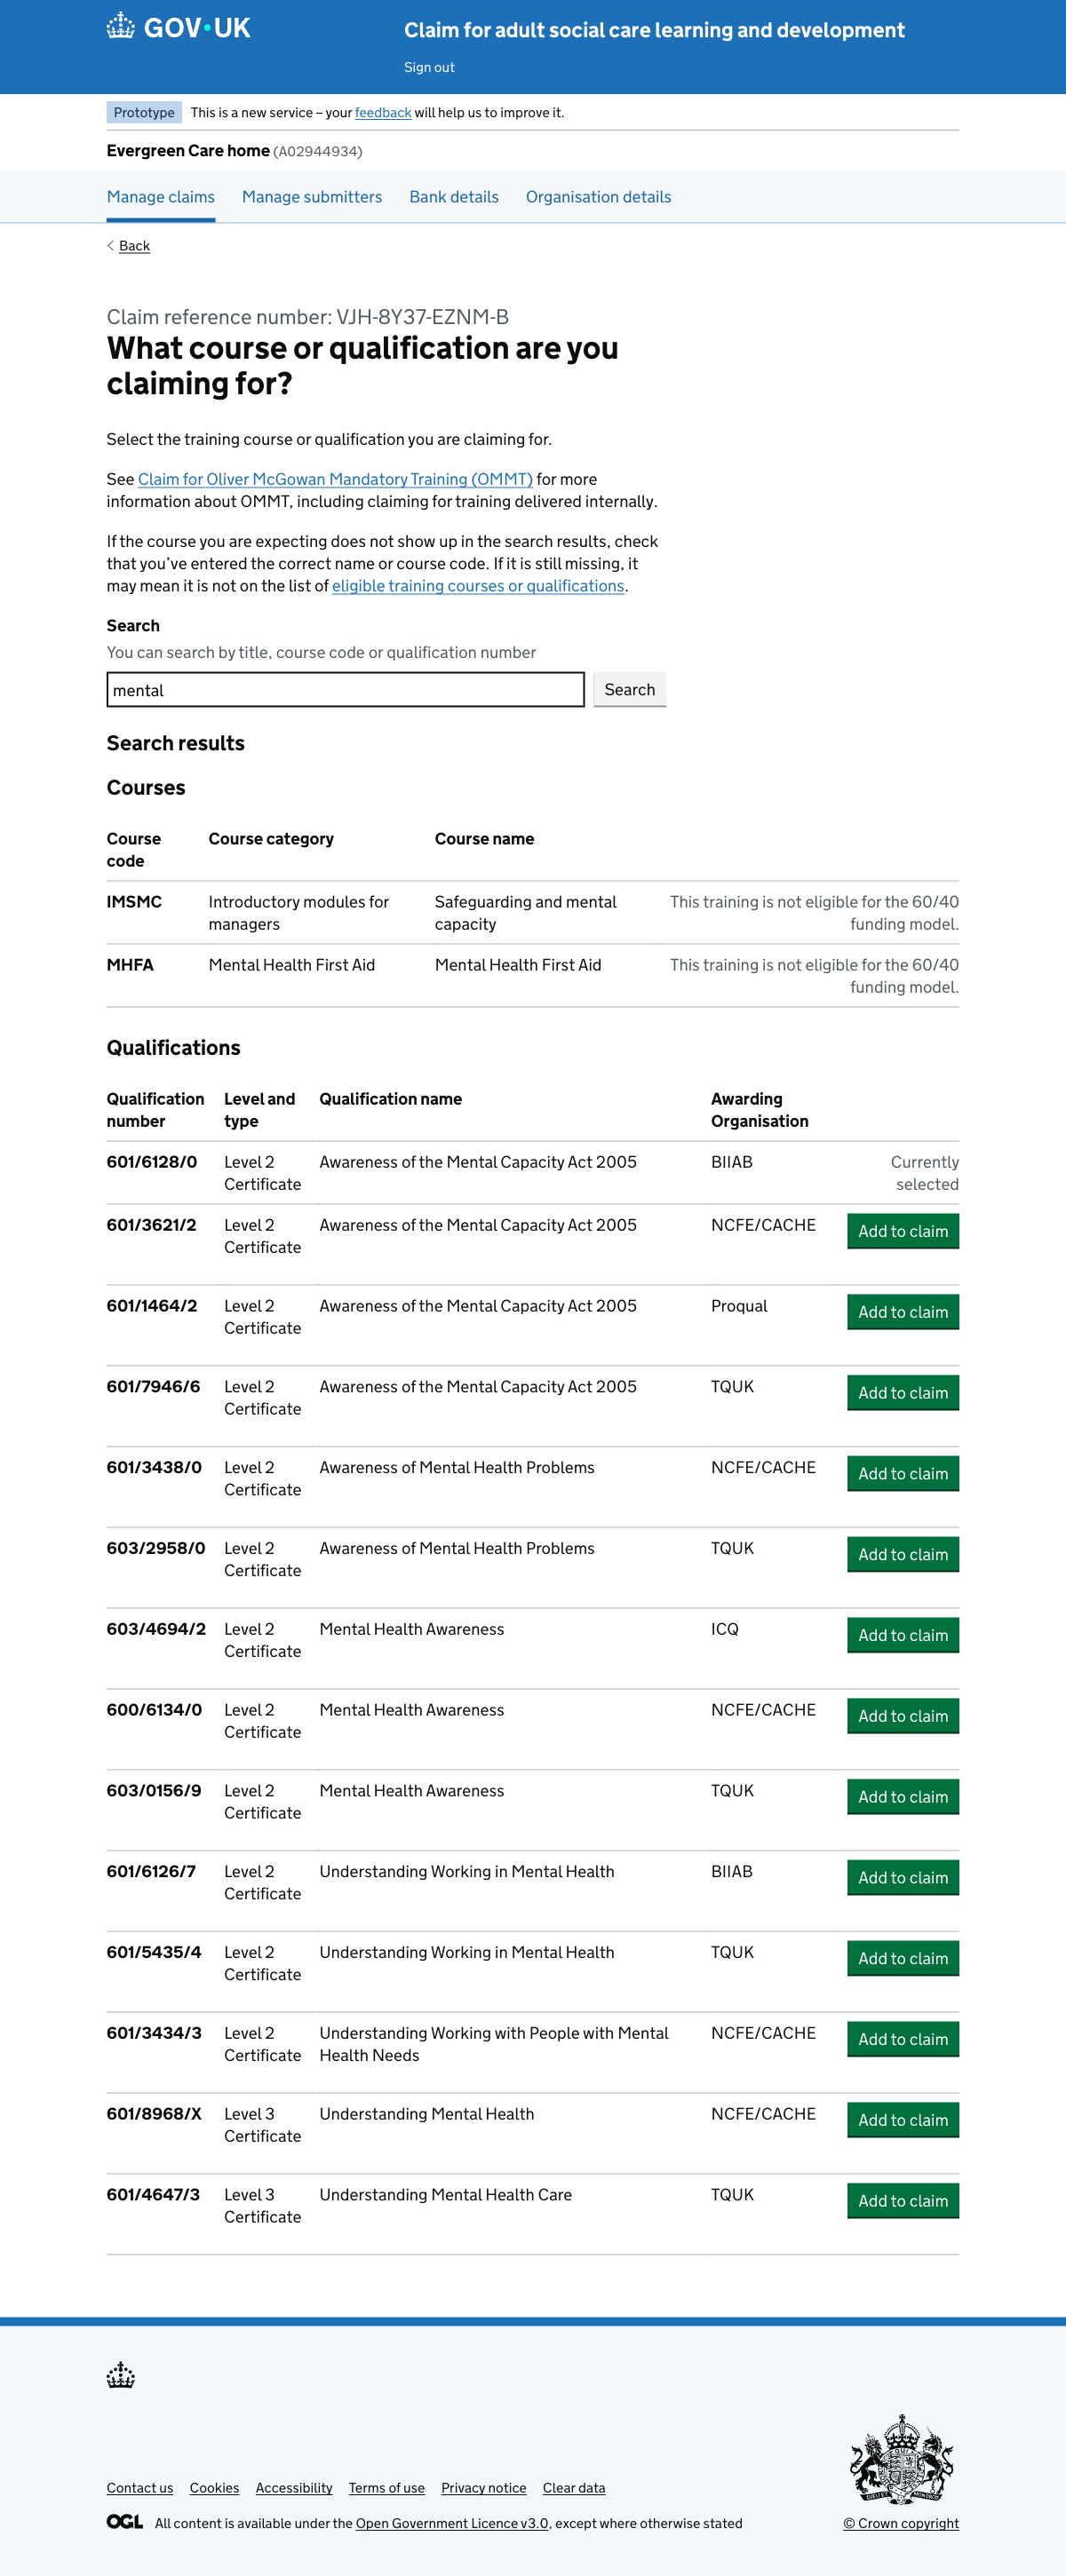 GOV·UK
Claim for adult social care learning and development
Sign out
Prototype This is a new service – your feedback will help us to improve it.
Evergreen Care home (A02944934)
Manage claims Manage submitters Bank details Organisation details
Back
Claim reference number: VJH-8Y37-EZNM-B
What course or qualification are you
claiming for?
Select the training course or qualification you are claiming for.
See Claim for Oliver McGowan Mandatory Training (OMMT) for more
information about OMMT, including claiming for training delivered internally.
If the course you are expecting does not show up in the search results, check
that you’ve entered the correct name or course code. If it is still missing, it
may mean it is not on the list of eligible training courses or qualifications.
Search
You can search by title, course code or qualification number
mental Search
Search results
Courses
Course code Course category Course name
IMSMC Introductory modules for managers Safeguarding and mental capacity This training is not eligible for the 60/40 funding model.
MHFA Mental Health First Aid Mental Health First Aid This training is not eligible for the 60/40 funding model.
Qualifications
Qualification number Level and type Qualification name Awarding Organisation
601/6128/0 Level 2 Certificate Awareness of the Mental Capacity Act 2005 BIIAB Currently selected
601/3621/2 Level 2 Certificate Awareness of the Mental Capacity Act 2005 NCFE/CACHE Add to claim
601/1464/2 Level 2 Certificate Awareness of the Mental Capacity Act 2005 Proqual Add to claim
601/7946/6 Level 2 Certificate Awareness of the Mental Capacity Act 2005 TQUK Add to claim
601/3438/0 Level 2 Certificate Awareness of Mental Health Problems NCFE/CACHE Add to claim
603/2958/0 Level 2 Certificate Awareness of Mental Health Problems TQUK Add to claim
603/4694/2 Level 2 Certificate Mental Health Awareness ICQ Add to claim
600/6134/0 Level 2 Certificate Mental Health Awareness NCFE/CACHE Add to claim
603/0156/9 Level 2 Certificate Mental Health Awareness TQUK Add to claim
601/6126/7 Level 2 Certificate Understanding Working in Mental Health BIIAB Add to claim
601/5435/4 Level 2 Certificate Understanding Working in Mental Health TQUK Add to claim
601/3434/3 Level 2 Certificate Understanding Working with People with Mental Health Needs NCFE/CACHE Add to claim
601/8968/X Level 3 Certificate Understanding Mental Health NCFE/CACHE Add to claim
601/4647/3 Level 3 Certificate Understanding Mental Health Care TQUK Add to claim
Contact us Cookies Accessibility Terms of use Privacy notice Clear data
OGL All content is available under the Open Government Licence v3.0, except where otherwise stated
© Crown copyright